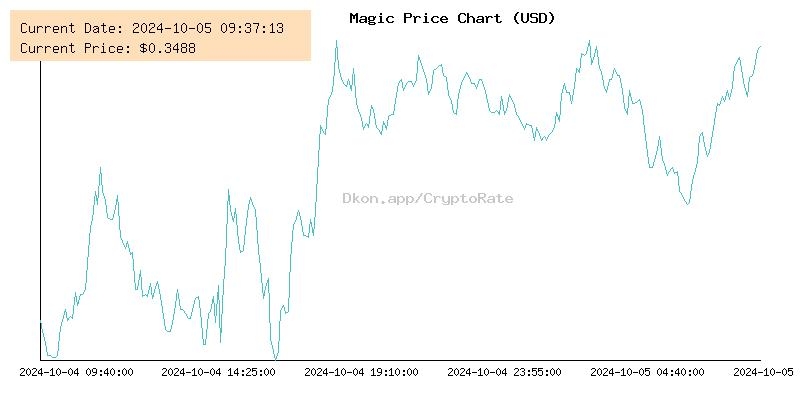 Magic Price Chart (USD)
Current Date: 2024-10-05 09:37:13
Current Price: $0.3488
Dkon.app/CryptoRate
2024-10-04 09:40:00 2024-10-04 14:25:00 2024-10-04 19:10:00 2024-10-04 23:55:00 2024-10-05 04:40:00 2024-10-05